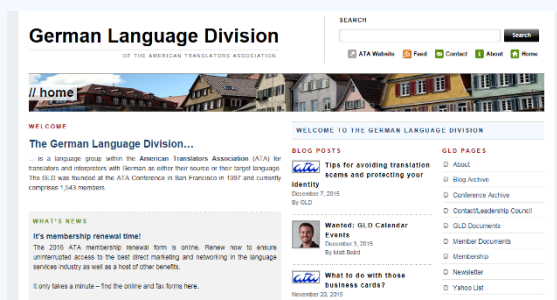 German Language Division
OF THE AMERICAN TRANSLATORS ASSOCIATION
SEARCH
Search
ATA Website Feed Contact About Home
// home
WELCOME
The German Language Division…
... is a language group within the American Translators Association (ATA) for
translators and interpreters with German as either their source or their target language.
The GLD was founded at the ATA Conference in San Francisco in 1997 and currently
comprises 1,543 members.
WHAT'S NEWS
It's membership renewal time!
The 2016 ATA membership renewal form is online. Renew now to ensure
uninterrupted access to the best direct marketing and networking in the language
services industry as well as a host of other benefits.
It only takes a minute – find the online and fax forms here.
WELCOME TO THE GERMAN LANGUAGE DIVISION
BLOG POSTS
ata
Tips for avoiding translation
scams and protecting your
identity
December 7, 2015
By GLD
Wanted: GLD Calendar
Events
December 3, 2015
By Matt Baird
ata
What to do with those
business cards?
November 20, 2015
GLD PAGES
About
Blog Archive
Conference Archive
Contact/Leadership Council
GLD Documents
Member Documents
Membership
Newsletter
Yahoo List